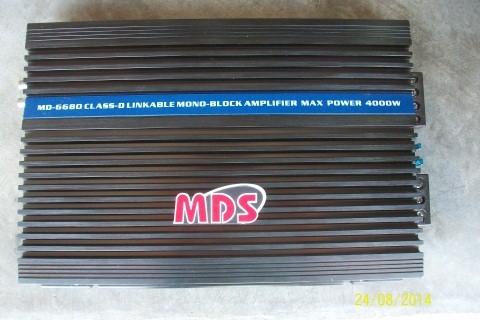 MD-6680 CLASS-D LINKABLE MONO-BLOCK AMPLIFIER MAX POWER 4000W
MDS
24/08/2014